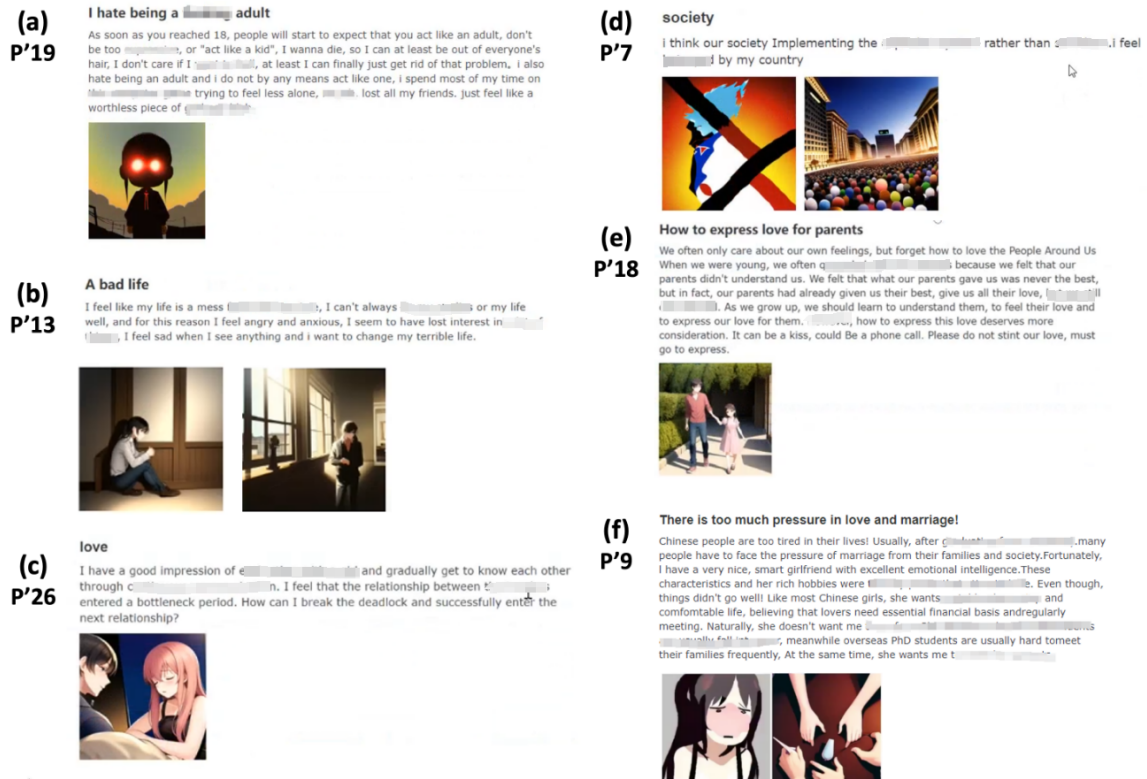 (a)
P'19
I hate being a adult
As soon as you reached 18, people will start to expect that you act like an adult, don't
be too , or "act like a kid", I wanna die, so I can at least be out of everyone's
hair, I don't care if I , at least I can finally just get rid of that problem, i also
hate being an adult and i do not by any means act like one, i spend most of my time on
trying to feel less alone, lost all my friends. just feel like a
worthless piece of
(b)
P'13
A bad life
I feel like my life is a mess , I can't always or my life
well, and for this reason I feel angry and anxious, I seem to have lost interest in
, I feel sad when I see anything and i want to change my terrible life.
(c)
P'26
love
I have a good impression of and gradually get to know each other
through . I feel that the relationship between
entered a bottleneck period. How can I break the deadlock and successfully enter the
next relationship?
(d)
P'7
society
i think our society Implementing the rather than .i feel
by my country
(e)
P'18
How to express love for parents
We often only care about our own feelings, but forget how to love the People Around Us
When we were young, we often because we felt that our
parents didn't understand us. We felt that what our parents gave us was never the best,
but in fact, our parents had already given us their best, give us all their love,
. As we grow up, we should learn to understand them, to feel their love and
to express our love for them. , how to express this love deserves more
consideration. It can be a kiss, could Be a phone call. Please do not stint our love, must
go to express.
(f)
P'9
There is too much pressure in love and marriage!
Chinese people are too tired in their lives! Usually, after .many
people have to face the pressure of marriage from their families and society.Fortunately,
I have a very nice, smart girlfriend with excellent emotional intelligence.These
characteristics and her rich hobbies were . Even though,
things didn't go well! Like most Chinese girls, she wants and
comfomtable life, believing that lovers need essential financial basis andregularly
meeting. Naturally, she doesn't want me
, meanwhile overseas PhD students are usually hard tomeet
their families frequently, At the same time, she wants me